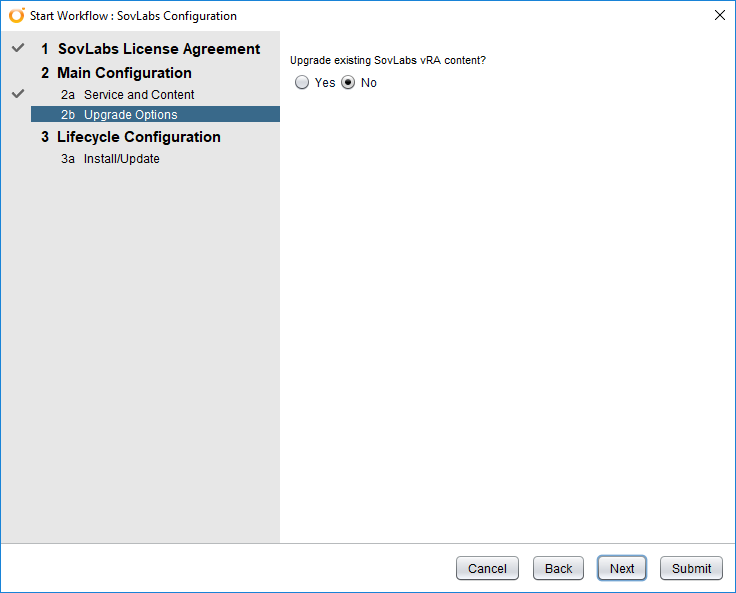 Start Workflow : SovLabs Configuration
1 SovLabs License Agreement
2 Main Configuration
2a Service and Content
2b Upgrade Options
3 Lifecycle Configuration
3a Install/Update
Upgrade existing SovLabs vRA content?
Yes No
Cancel Back Next Submit